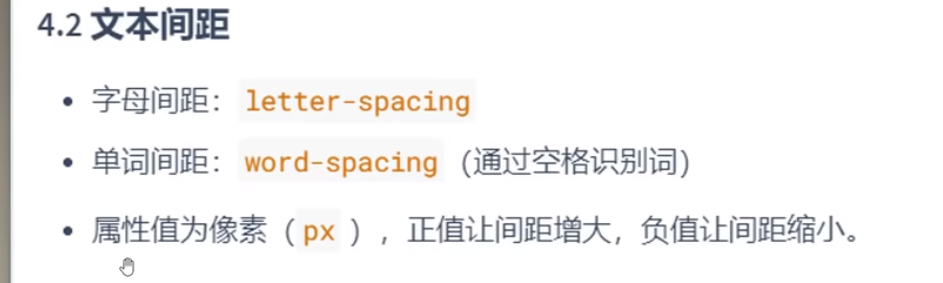 4.2 文本间距
• 字母间距： letter-spacing
• 单词间距： word-spacing （通过空格识别词）
• 属性值为像素（ px ），正值让间距增大，负值让间距缩小。